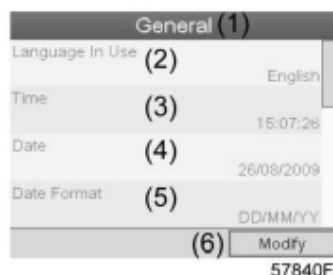 General (1)
Language In Use (2)
English
Time (3)
15:07:26
Date (4)
26/08/2009
Date Format (5)
DD/MM/YY
(6) Modify
57840F